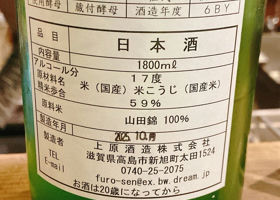 使用酵母
蔵付酵母 酒造年度 6BY
品目 日本酒
内容量 1800ml
アルコール分 17度
原材料名 米(国産)米こうじ(国産米)
精米歩合 59%
原料米 山田錦 100%
製造年月 2025.10.月
製造者 上原酒造株式会社
滋賀県高島市新旭町太田1524
TEL 0740-25-2075
E-mail furo-sen@ex.bw.dream.jp
お酒は20歳になってから